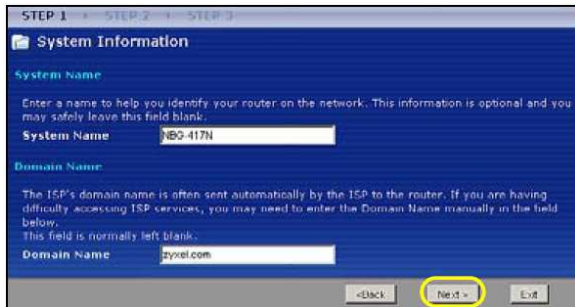 STEP 1 › STEP 2 › STEP 3
System Information
System Name
Enter a name to help you identify your router on the network. This information is optional and you
may safely leave this field blank.
System Name NBG-417N
Domain Name
The ISP's domain name is often sent automatically by the ISP to the router. If you are having
difficulty accessing ISP services, you may need to enter the Domain Name manually in the field
below.
This field is normally left blank.
Domain Name zyxel.com
<Back Next > Exit